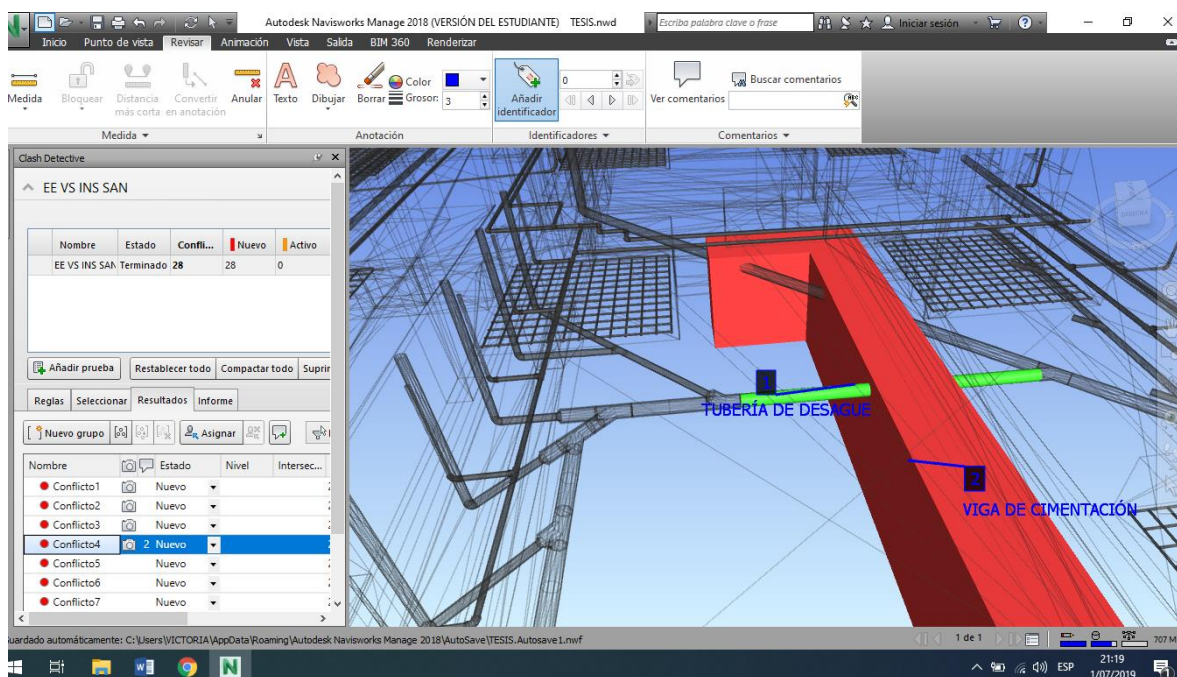 Autodesk Navisworks Manage 2018 (VERSIÓN DEL ESTUDIANTE) TESIS.nwd
Escriba palabra clave o frase
Iniciar sesión
Inicio Punto de vista Revisar Animación Vista Salida BIM 360 Renderizar
Medida
Bloquear
Distancia más corta
Convertir en anotación
Anular
Texto
Dibujar
Borrar
Color
Grosor: 3
Añadir identificador
0
Ver comentarios
Buscar comentarios
Medida
Anotación
Identificadores
Comentarios
Clash Detective
EE VS INS SAN
Nombre Estado Confli... Nuevo Activo
EE VS INS SAN Terminado 28 28 0
Añadir prueba Restablecer todo Compactar todo Suprir
Reglas Seleccionar Resultados Informe
Nuevo grupo Asignar
Nombre Estado Nivel Intersec...
Conflicto1 Nuevo
Conflicto2 Nuevo
Conflicto3 Nuevo
Conflicto4 2 Nuevo
Conflicto5 Nuevo
Conflicto6 Nuevo
Conflicto7 Nuevo
1
TUBERÍA DE DESAGUE
2
VIGA DE CIMENTACIÓN
uardado automáticamente: C:\Users\VICTORIA\AppData\Roaming\Autodesk Navisworks Manage 2018\AutoSave\TESIS.Autosave1.nwf
1 de 1
707 M
ESP
21:19
1/07/2019